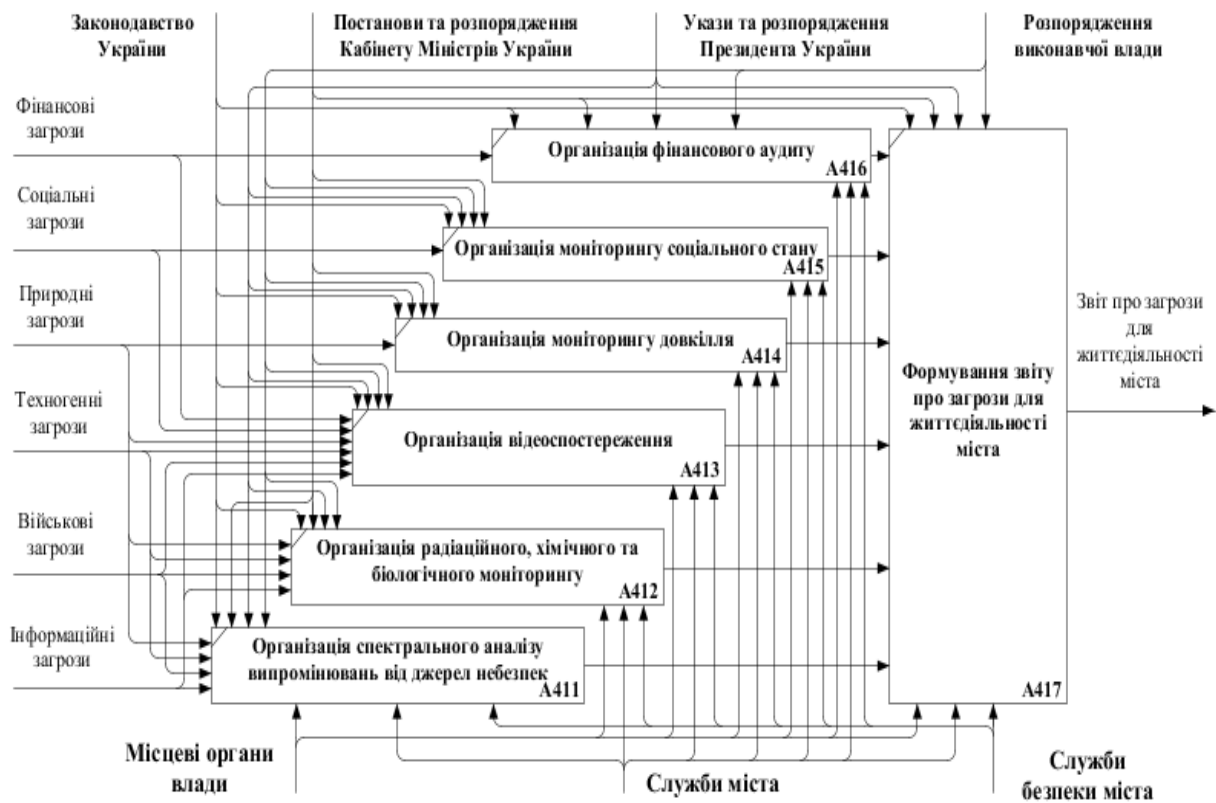 Законодавство
України
Постанови та розпорядження
Кабінету Міністрів України
Укази та розпорядження
Президента України
Розпорядження
виконавчої влади
Фінансові
загрози
Соціальні
загрози
Природні
загрози
Техногенні
загрози
Військові
загрози
Інформаційні
загрози
Організація фінансового аудиту
A416
Організація моніторингу соціального стану
A415
Організація моніторингу довкілля
A414
Організація відеоспостереження
A413
Організація радіаційного, хімічного та
біологічного моніторингу
A412
Організація спектрального аналізу
випромінювань від джерел небезпек
A411
Формування звіту
про загрози для
життєдіяльності
міста
A417
Звіт про загрози
для
життєдіяльності
міста
Місцеві органи
влади
Служби міста
Служби
безпеки міста